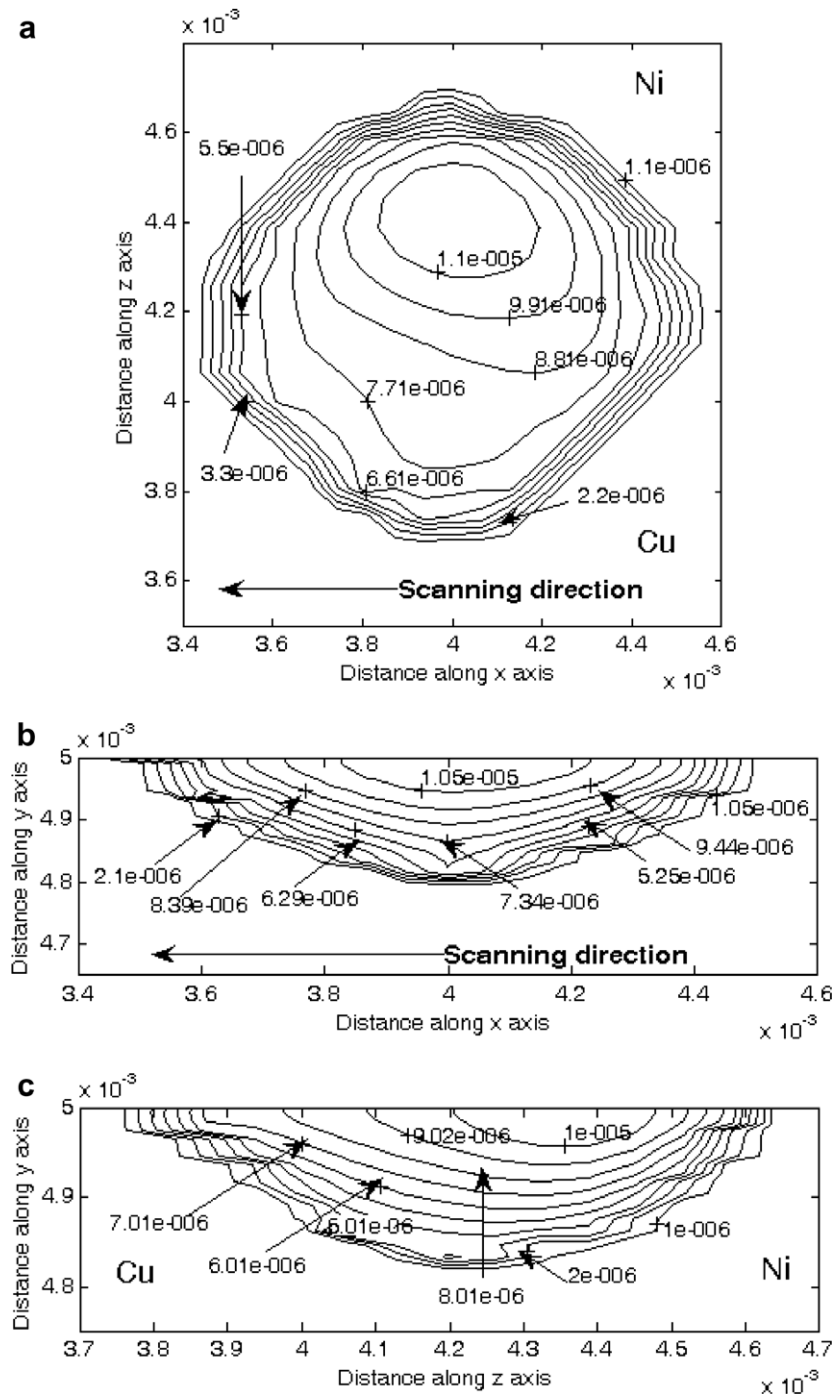 a
x 10⁻³
Ni
4.6
5.5e-006
1.1e-006
4.4
1.1e-005
9.91e-006
4.2
8.81e-006
7.71e-006
4
3.3e-006
6.61e-006
3.8
2.2e-006
Cu
3.6
Scanning direction
3.4 3.6 3.8 4 4.2 4.4 4.6
Distance along x axis
x 10⁻³
Distance along z axis
b
x 10⁻³
5
1.05e-005
4.9
1.05e-006
2.1e-006
9.44e-006
8.39e-006
6.29e-006
7.34e-006
5.25e-006
4.8
4.7
Scanning direction
3.4 3.6 3.8 4 4.2 4.4 4.6
Distance along x axis
x 10⁻³
Distance along y axis
c
x 10⁻³
5
9.02e-006
1e-005
4.9
7.01e-006
5.01e-06
1e-006
6.01e-006
Cu
2e-006
Ni
4.8
8.01e-06
3.7 3.8 3.9 4 4.1 4.2 4.3 4.4 4.5 4.6 4.7
Distance along z axis
x 10⁻³
Distance along y axis